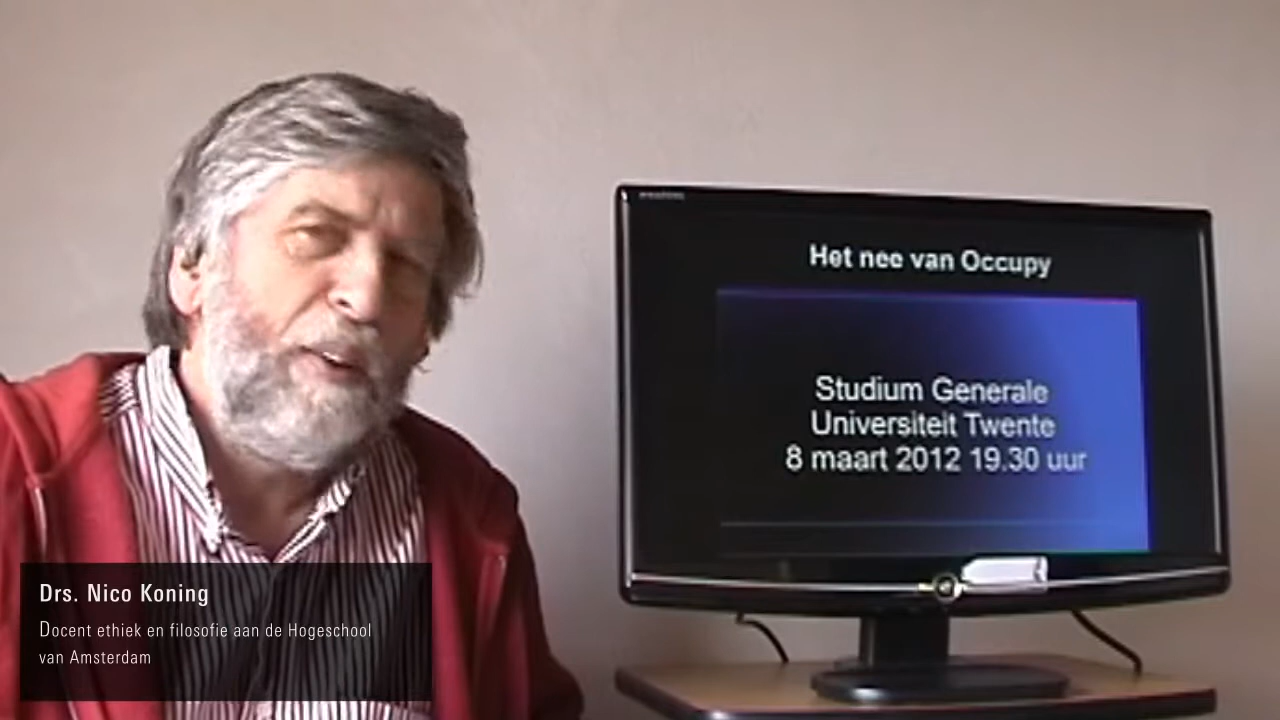 Het nee van Occupy
Studium Generale
Universiteit Twente
8 maart 2012 19.30 uur
Drs. Nico Koning
Docent ethiek en filosofie aan de Hogeschool
van Amsterdam